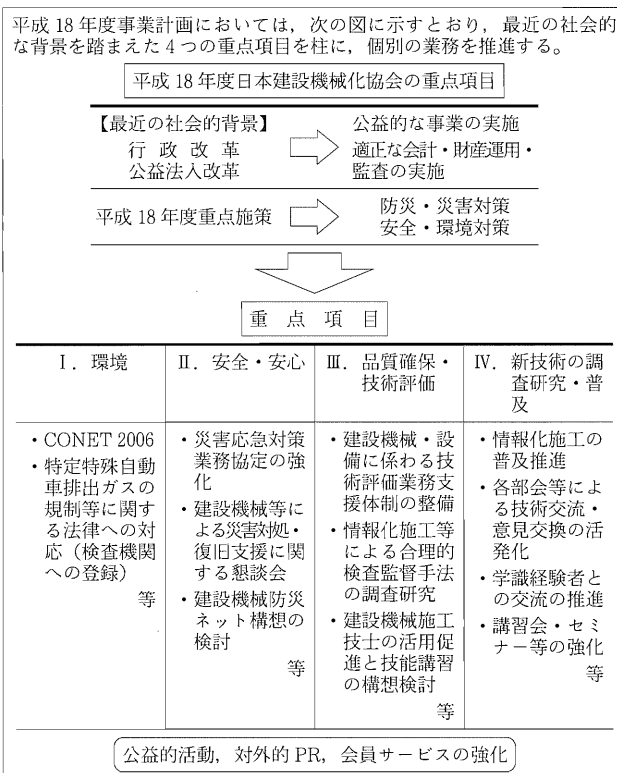 平成 18 年度事業計画においては，次の図に示すとおり，最近の社会的
な背景を踏まえた 4 つの重点項目を柱に，個別の業務を推進する。
平成 18 年度日本建設機械化協会の重点項目
【最近の社会的背景】
行 政 改 革
公益法人改革
公益的な事業の実施
適正な会計・財産運用・
監査の実施
平成 18 年度重点施策
防災・災害対策
安全・環境対策
重 点 項 目
Ⅰ．環境
・CONET 2006
・特定特殊自動
車排出ガスの
規制等に関す
る法律への対
応（検査機関
への登録）
等
Ⅱ．安全・安心
・災害応急対策
業務協定の強
化
・建設機械等に
よる災害対処・
復旧支援に関
する懇談会
・建設機械防災
ネット構想の
検討
等
Ⅲ．品質確保・
技術評価
・建設機械・設
備に係わる技
術評価業務支
援体制の整備
・情報化施工等
による合理的
検査監督手法
の調査研究
・建設機械施工
技士の活用促
進と技能講習
の構想検討
等
Ⅳ．新技術の調
査研究・普
及
・情報化施工の
普及推進
・各部会等によ
る技術交流・
意見交換の活
発化
・学識経験者と
の交流の推進
・講習会・セミ
ナー等の強化
等
公益的活動，対外的 PR，会員サービスの強化